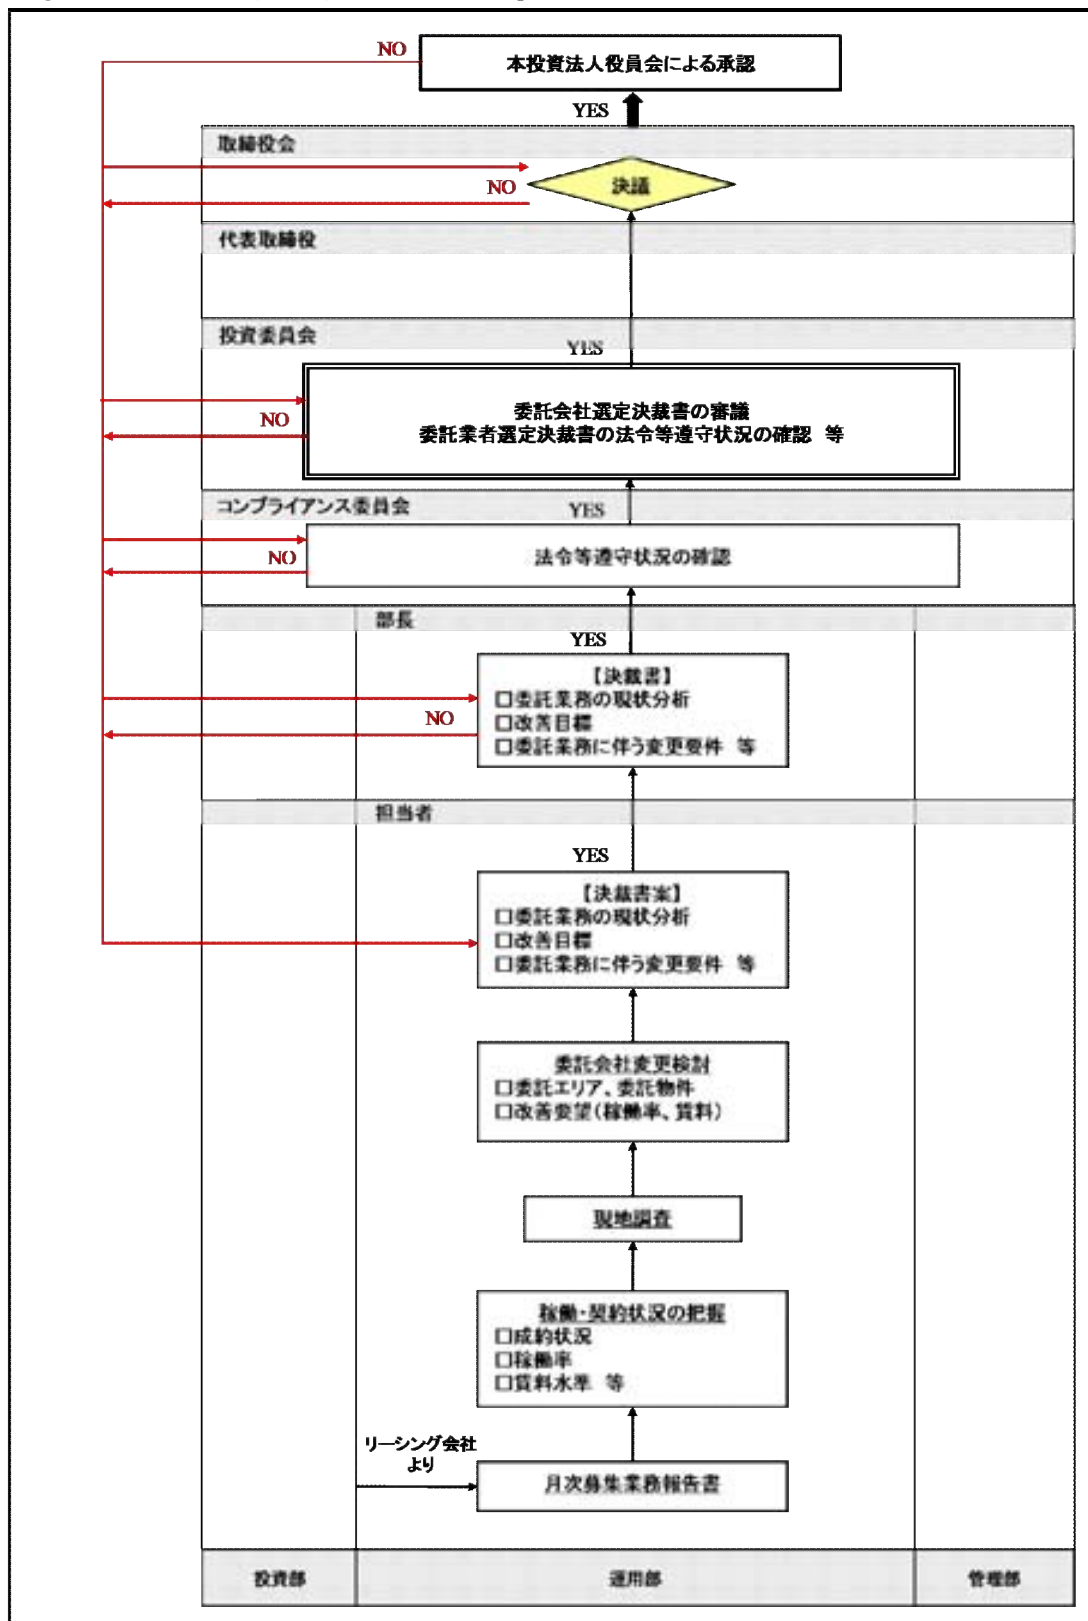 NO
本投資法人役員会による承認
YES
取締役会
NO
決議
代表取締役
投資委員会
YES
委託会社選定決裁書の審議
NO
委託業者選定決裁書の法令等遵守状況の確認 等
コンプライアンス委員会
YES
NO
法令等遵守状況の確認
部長
YES
【決裁書】
□委託業務の現状分析
NO
□改善目標
□委託業務に伴う変更要件 等
担当者
YES
【決裁書案】
□委託業務の現状分析
□改善目標
□委託業務に伴う変更要件 等
委託会社変更検討
□委託エリア、委託物件
□改善要望(稼働率、賃料)
現地調査
稼働・契約状況の把握
□成約状況
□稼働率
□賃料水準 等
リーシング会社
より
月次募集業務報告書
投資部
運用部
管理部